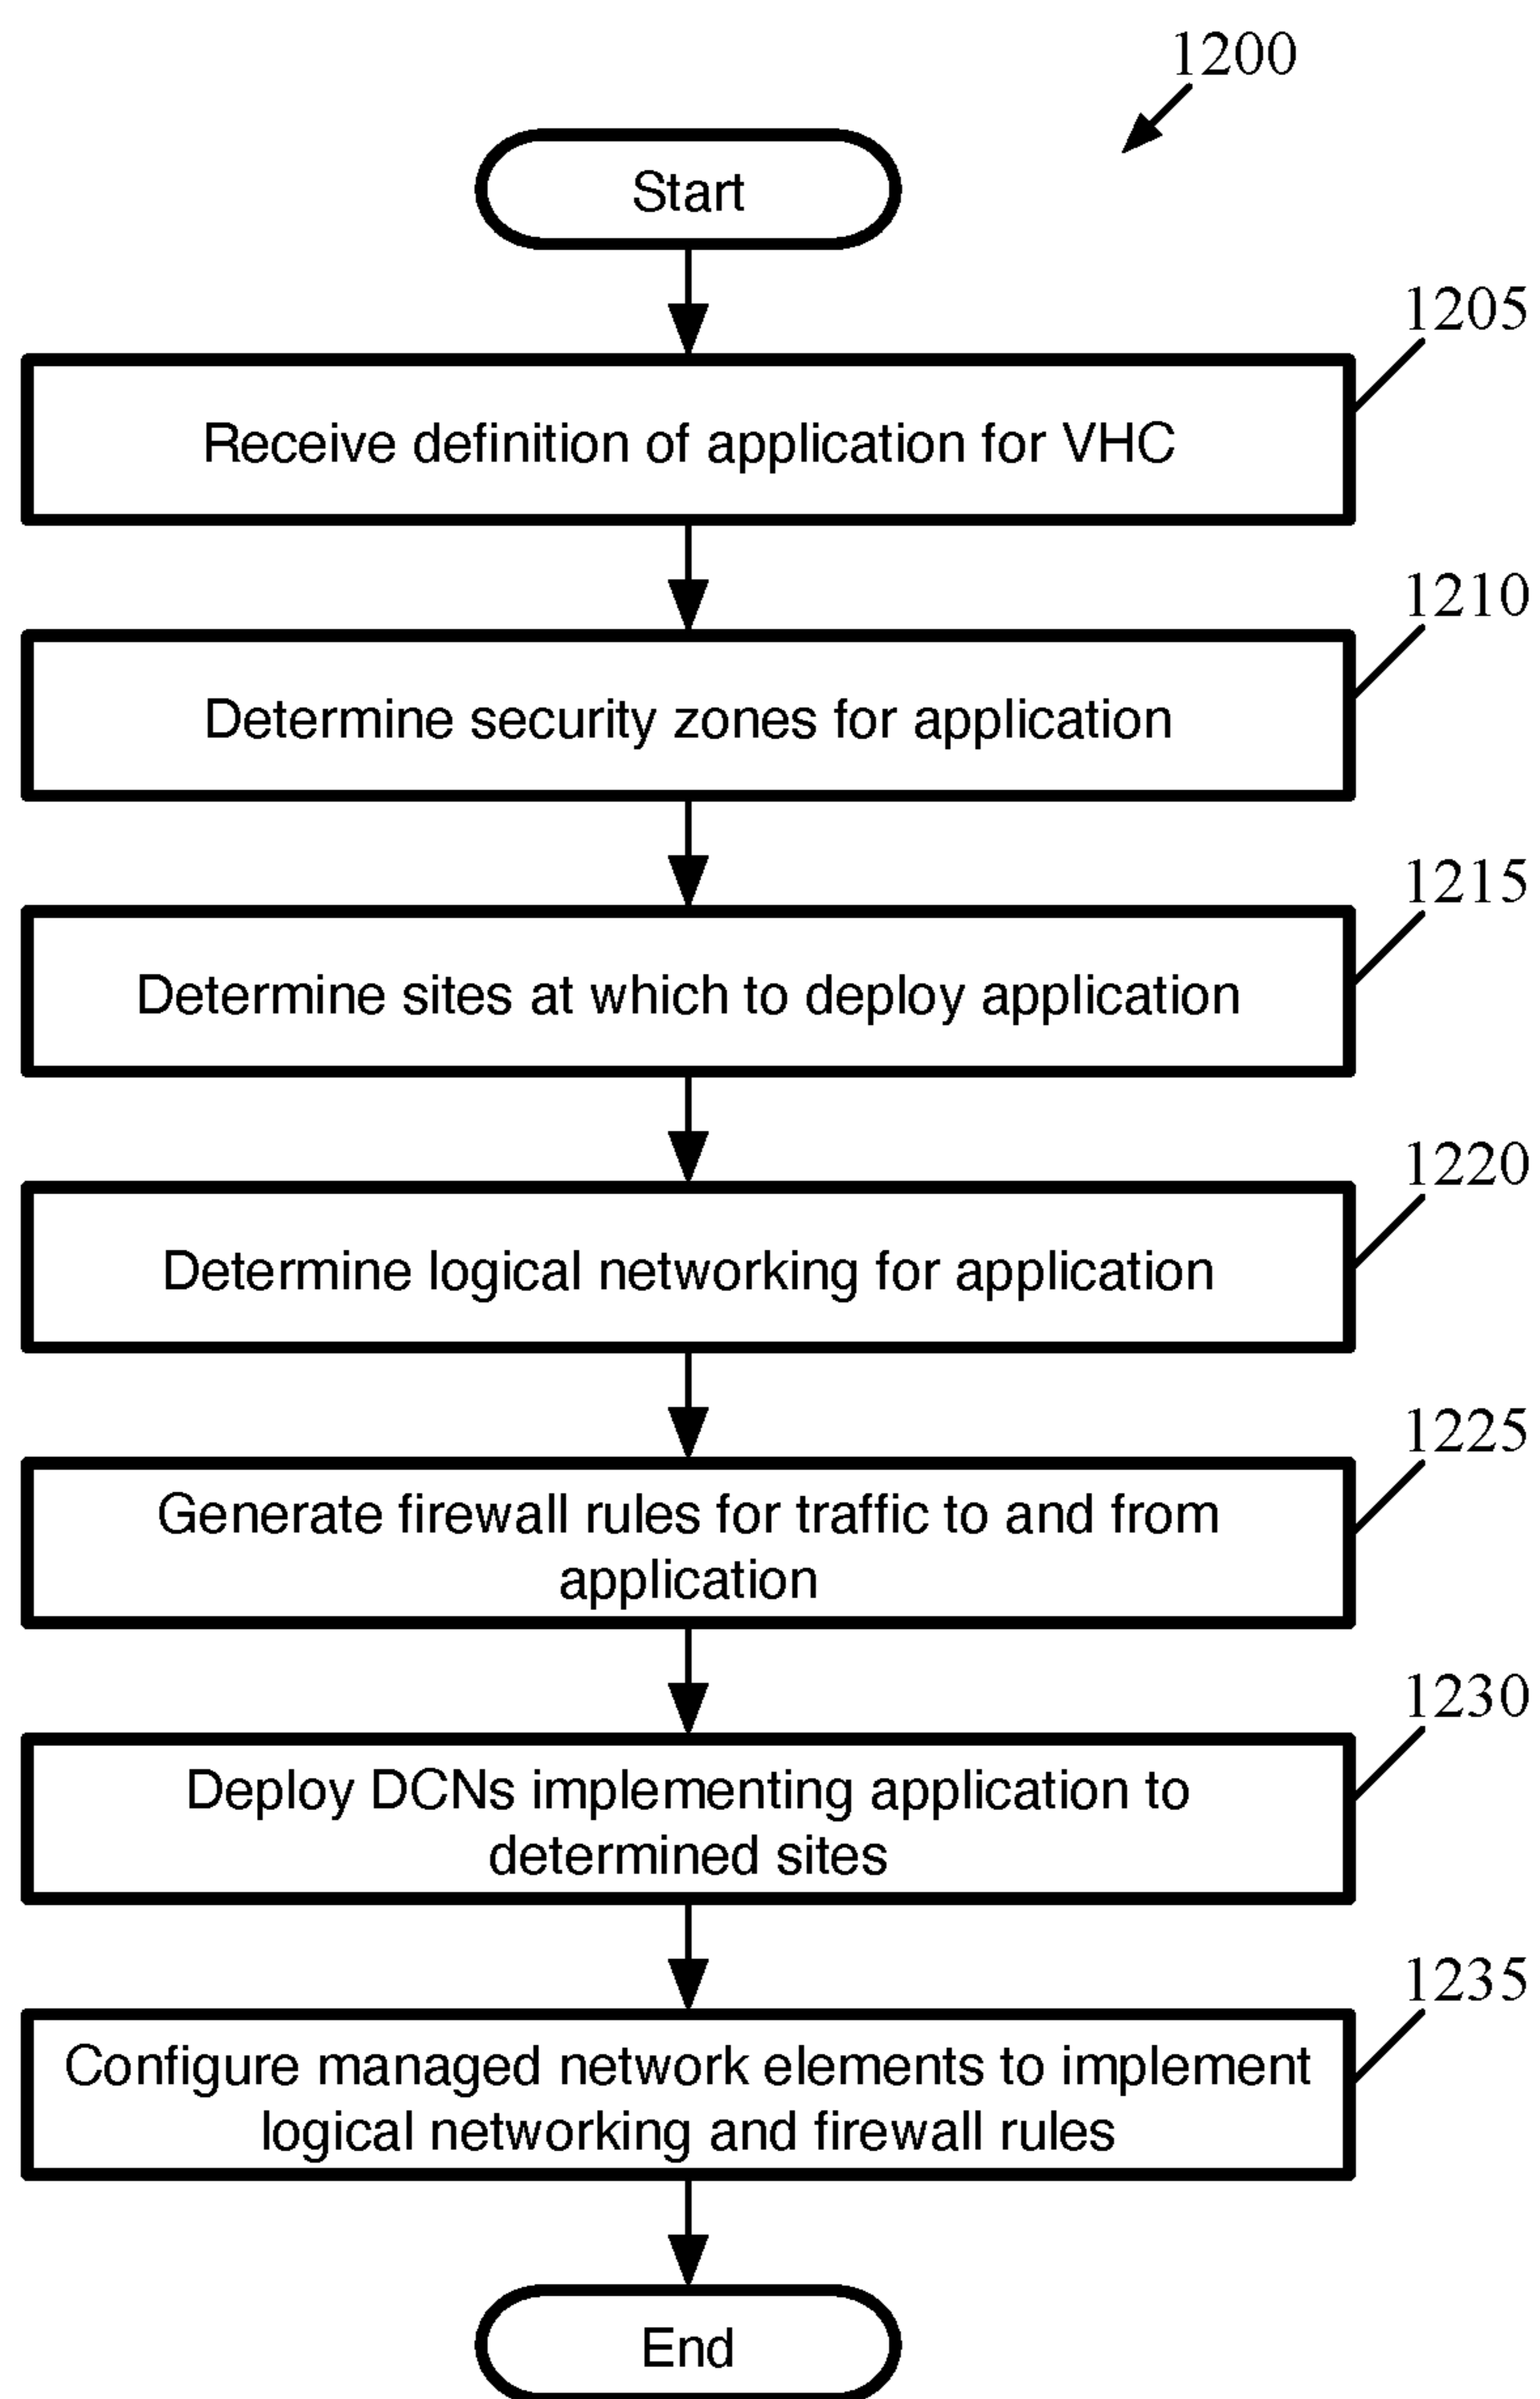 1200
Start
1205
Receive definition of application for VHC
1210
Determine security zones for application
1215
Determine sites at which to deploy application
1220
Determine logical networking for application
1225
Generate firewall rules for traffic to and from
application
1230
Deploy DCNs implementing application to
determined sites
1235
Configure managed network elements to implement
logical networking and firewall rules
End